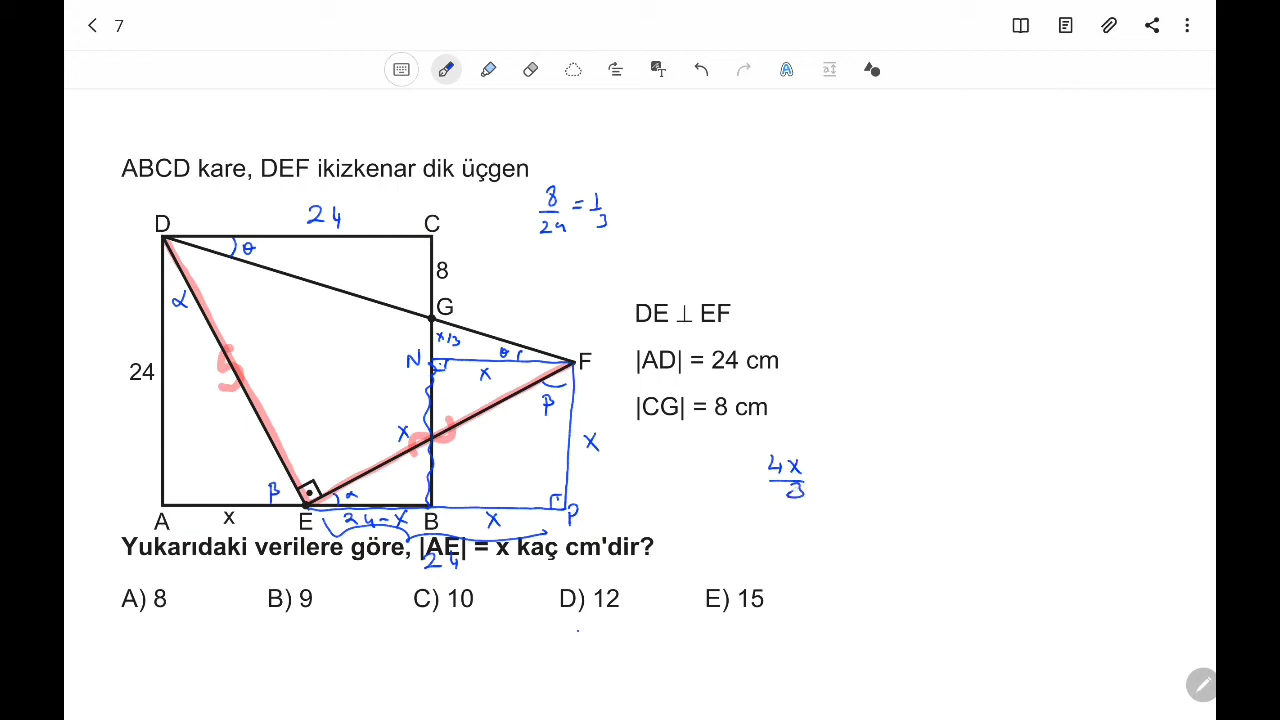 7
ABCD kare, DEF ikizkenar dik üçgen
8/24 = 1/3
24
D
C
θ
8
α
G
x/3
DE ⊥ EF
N
θ
F
x
|AD| = 24 cm
24
β
|CG| = 8 cm
x
x
4x/3
β
α
A
x
E
24-x
B
x
P
Yukarıdaki verilere göre, |AE| = x kaç cm'dir?
24
A) 8 B) 9 C) 10 D) 12 E) 15